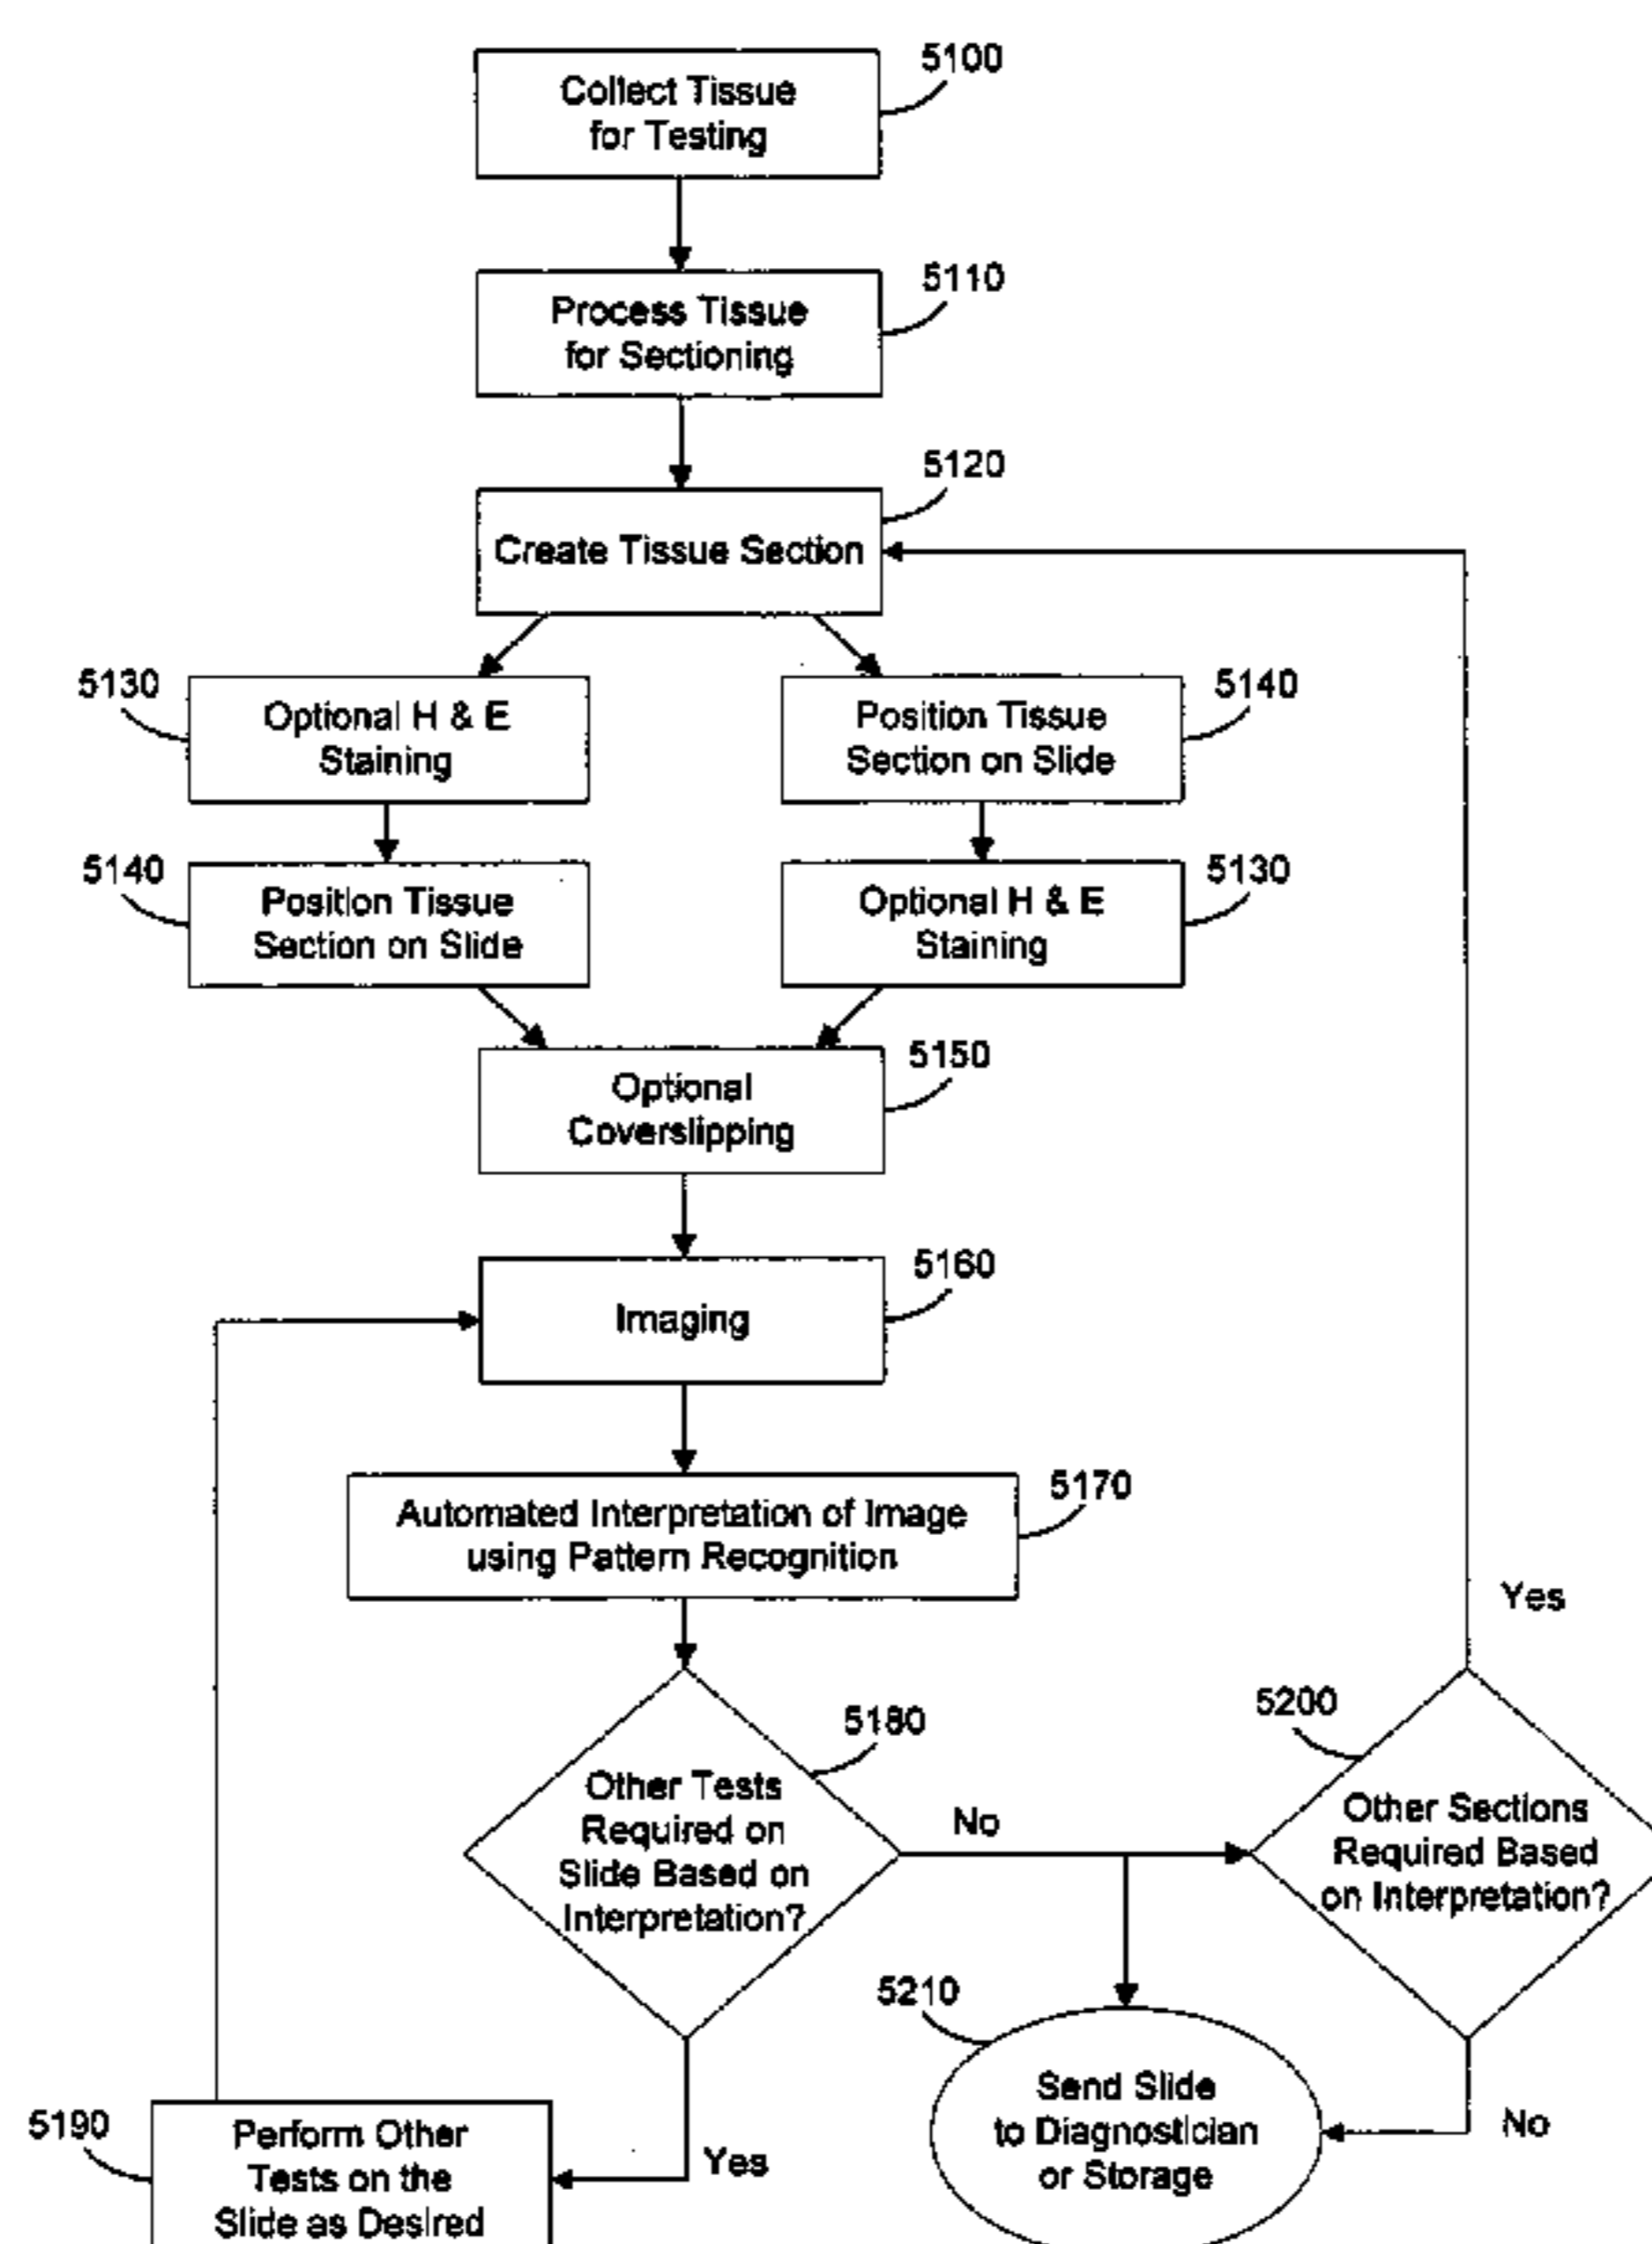 5100
Collect Tissue
for Testing
5110
Process Tissue
for Sectioning
5120
Create Tissue Section
5130
Optional H & E
Staining
5140
Position Tissue
Section on Slide
5140
Position Tissue
Section on Slide
5130
Optional H & E
Staining
5150
Optional
Coverslipping
5160
Imaging
5170
Automated Interpretation of Image
using Pattern Recognition
Yes
5180
Other Tests
Required on
Slide Based on
Interpretation?
No
5200
Other Sections
Required Based
on Interpretation?
5190
Perform Other
Tests on the
Slide as Desired
Yes
5210
Send Slide
to Diagnostician
or Storage
No